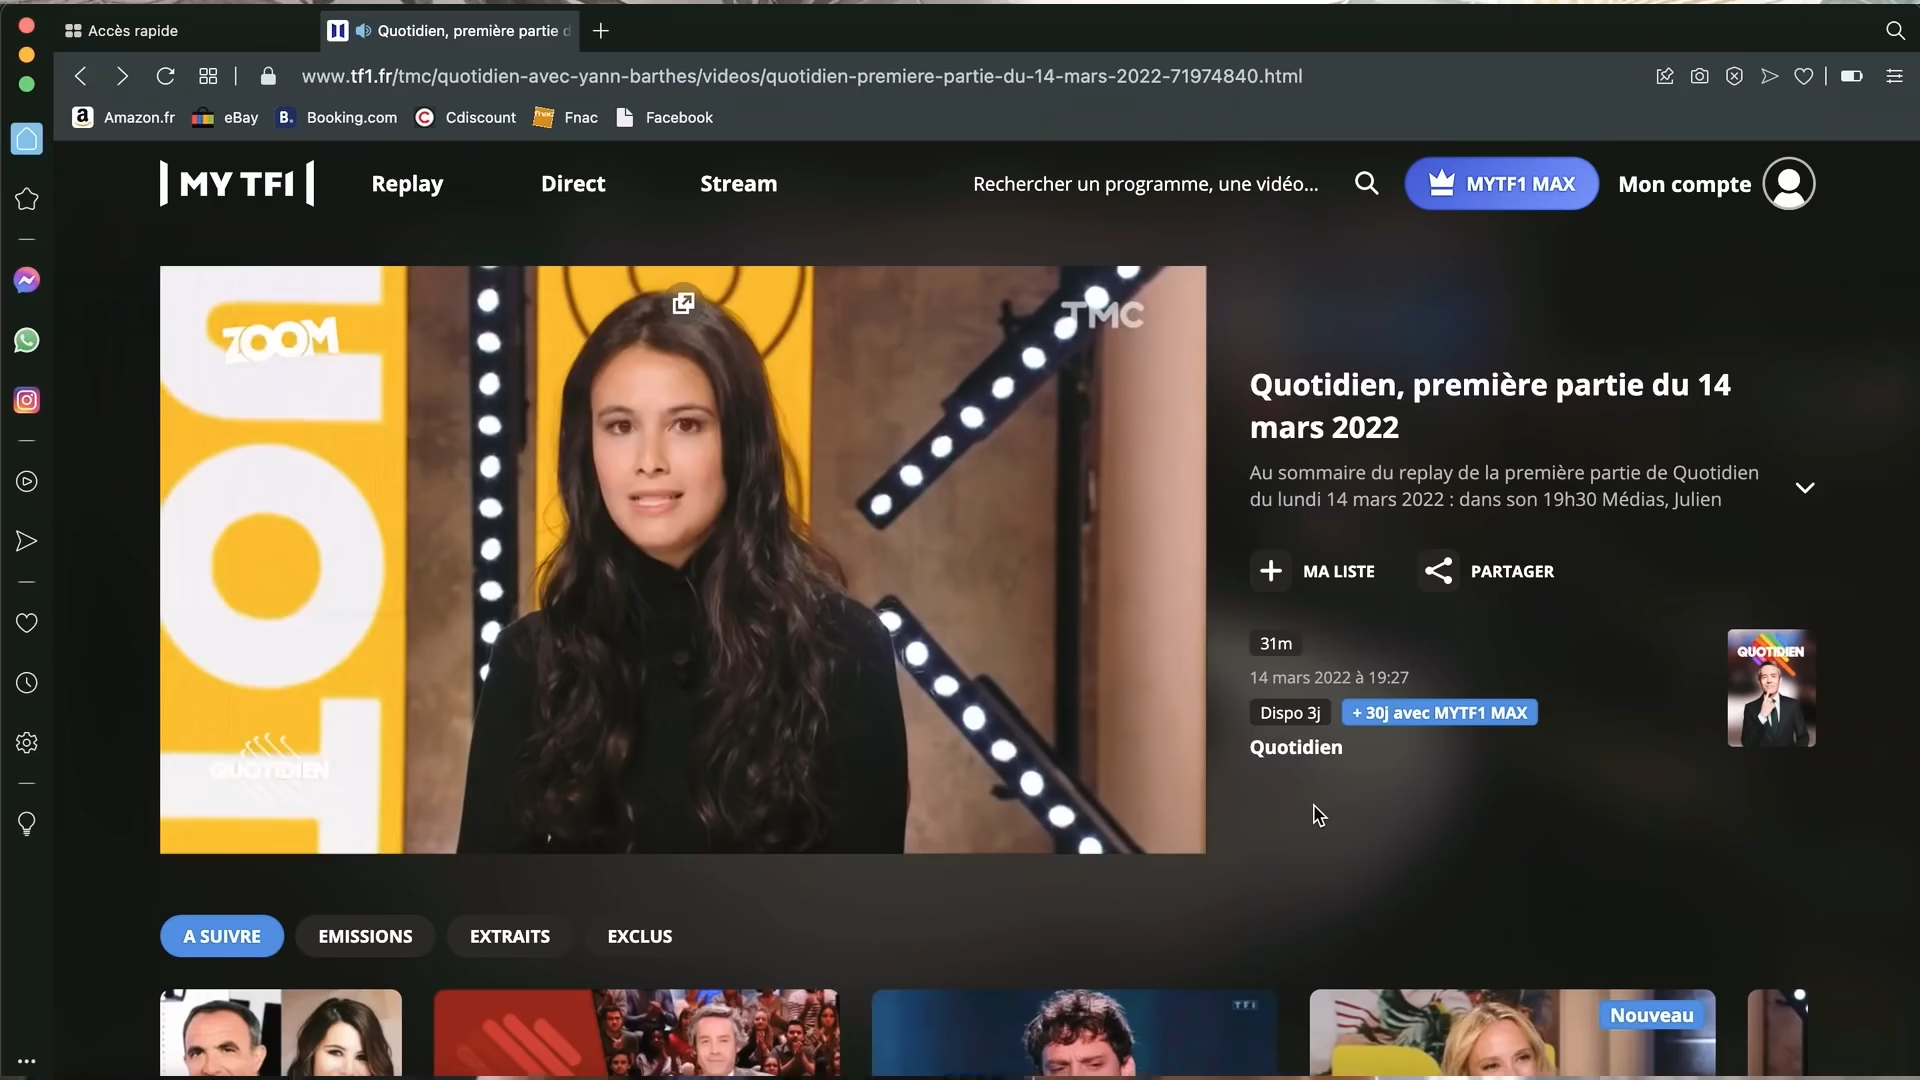 Accès rapide
Quotidien, première partie d
www.tf1.fr/tmc/quotidien-avec-yann-barthes/videos/quotidien-premiere-partie-du-14-mars-2022-71974840.html
a Amazon.fr
eBay
B. Booking.com
C Cdiscount
fnac Fnac
Facebook
MY TF1
Replay
Direct
Stream
Rechercher un programme, une vidéo...
MYTF1 MAX
Mon compte
ZOOM
TMC
QUOTIDIEN
Quotidien, première partie du 14
mars 2022
Au sommaire du replay de la première partie de Quotidien
du lundi 14 mars 2022 : dans son 19h30 Médias, Julien
MA LISTE
PARTAGER
31m
14 mars 2022 à 19:27
Dispo 3j
+ 30j avec MYTF1 MAX
Quotidien
QUOTIDIEN
A SUIVRE
EMISSIONS
EXTRAITS
EXCLUS
TF1
Nouveau